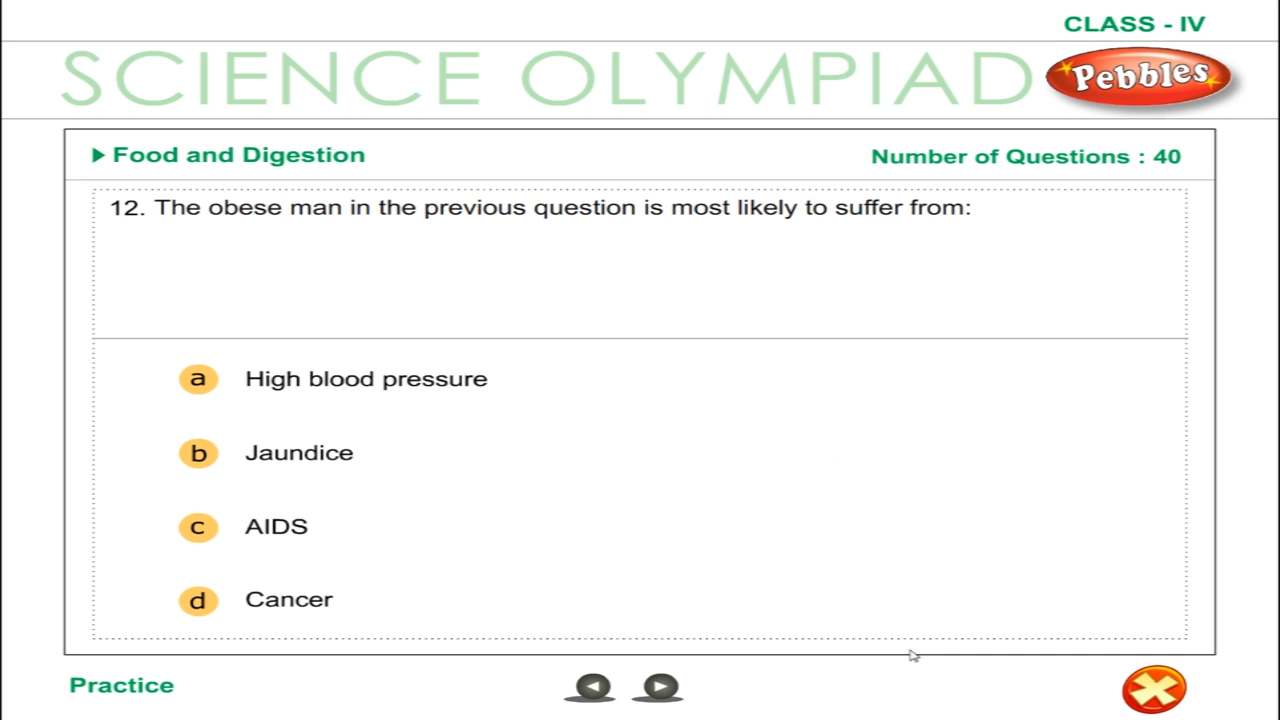 CLASS - IV
SCIENCE OLYMPIAD
Pebbles
Food and Digestion
Number of Questions : 40
12. The obese man in the previous question is most likely to suffer from:
a High blood pressure
b Jaundice
c AIDS
d Cancer
Practice